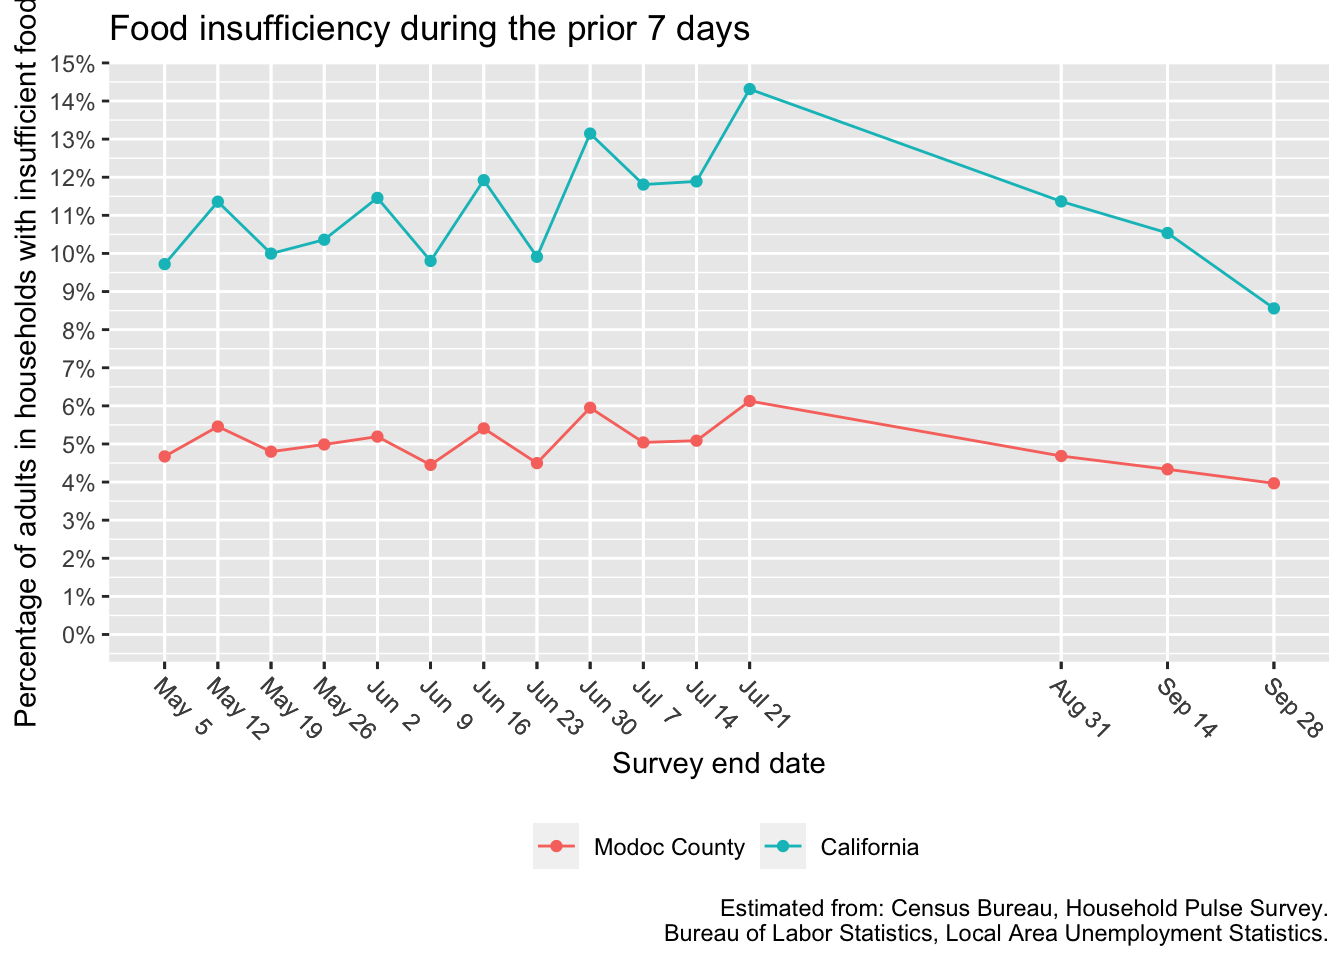 Food insufficiency during the prior 7 days
Percentage of adults in households with insufficient food
15%
14%
13%
12%
11%
10%
9%
8%
7%
6%
5%
4%
3%
2%
1%
0%
May 5
May 12
May 19
May 26
Jun 2
Jun 9
Jun 16
Jun 23
Jun 30
Jul 7
Jul 14
Jul 21
Aug 31
Sep 14
Sep 28
Survey end date
Modoc County
California
Estimated from: Census Bureau, Household Pulse Survey.
Bureau of Labor Statistics, Local Area Unemployment Statistics.